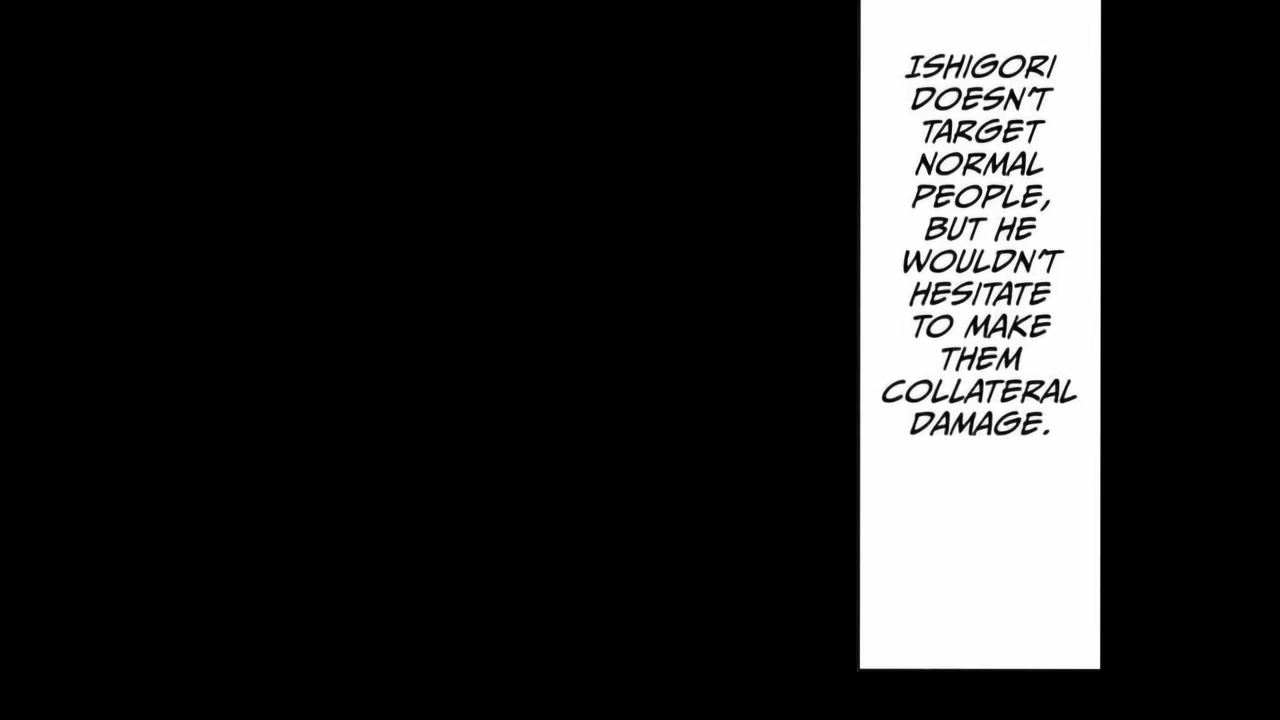 ISHIGORI
DOESN'T
TARGET
NORMAL
PEOPLE,
BUT HE
WOULDN'T
HESITATE
TO MAKE
THEM
COLLATERAL
DAMAGE.